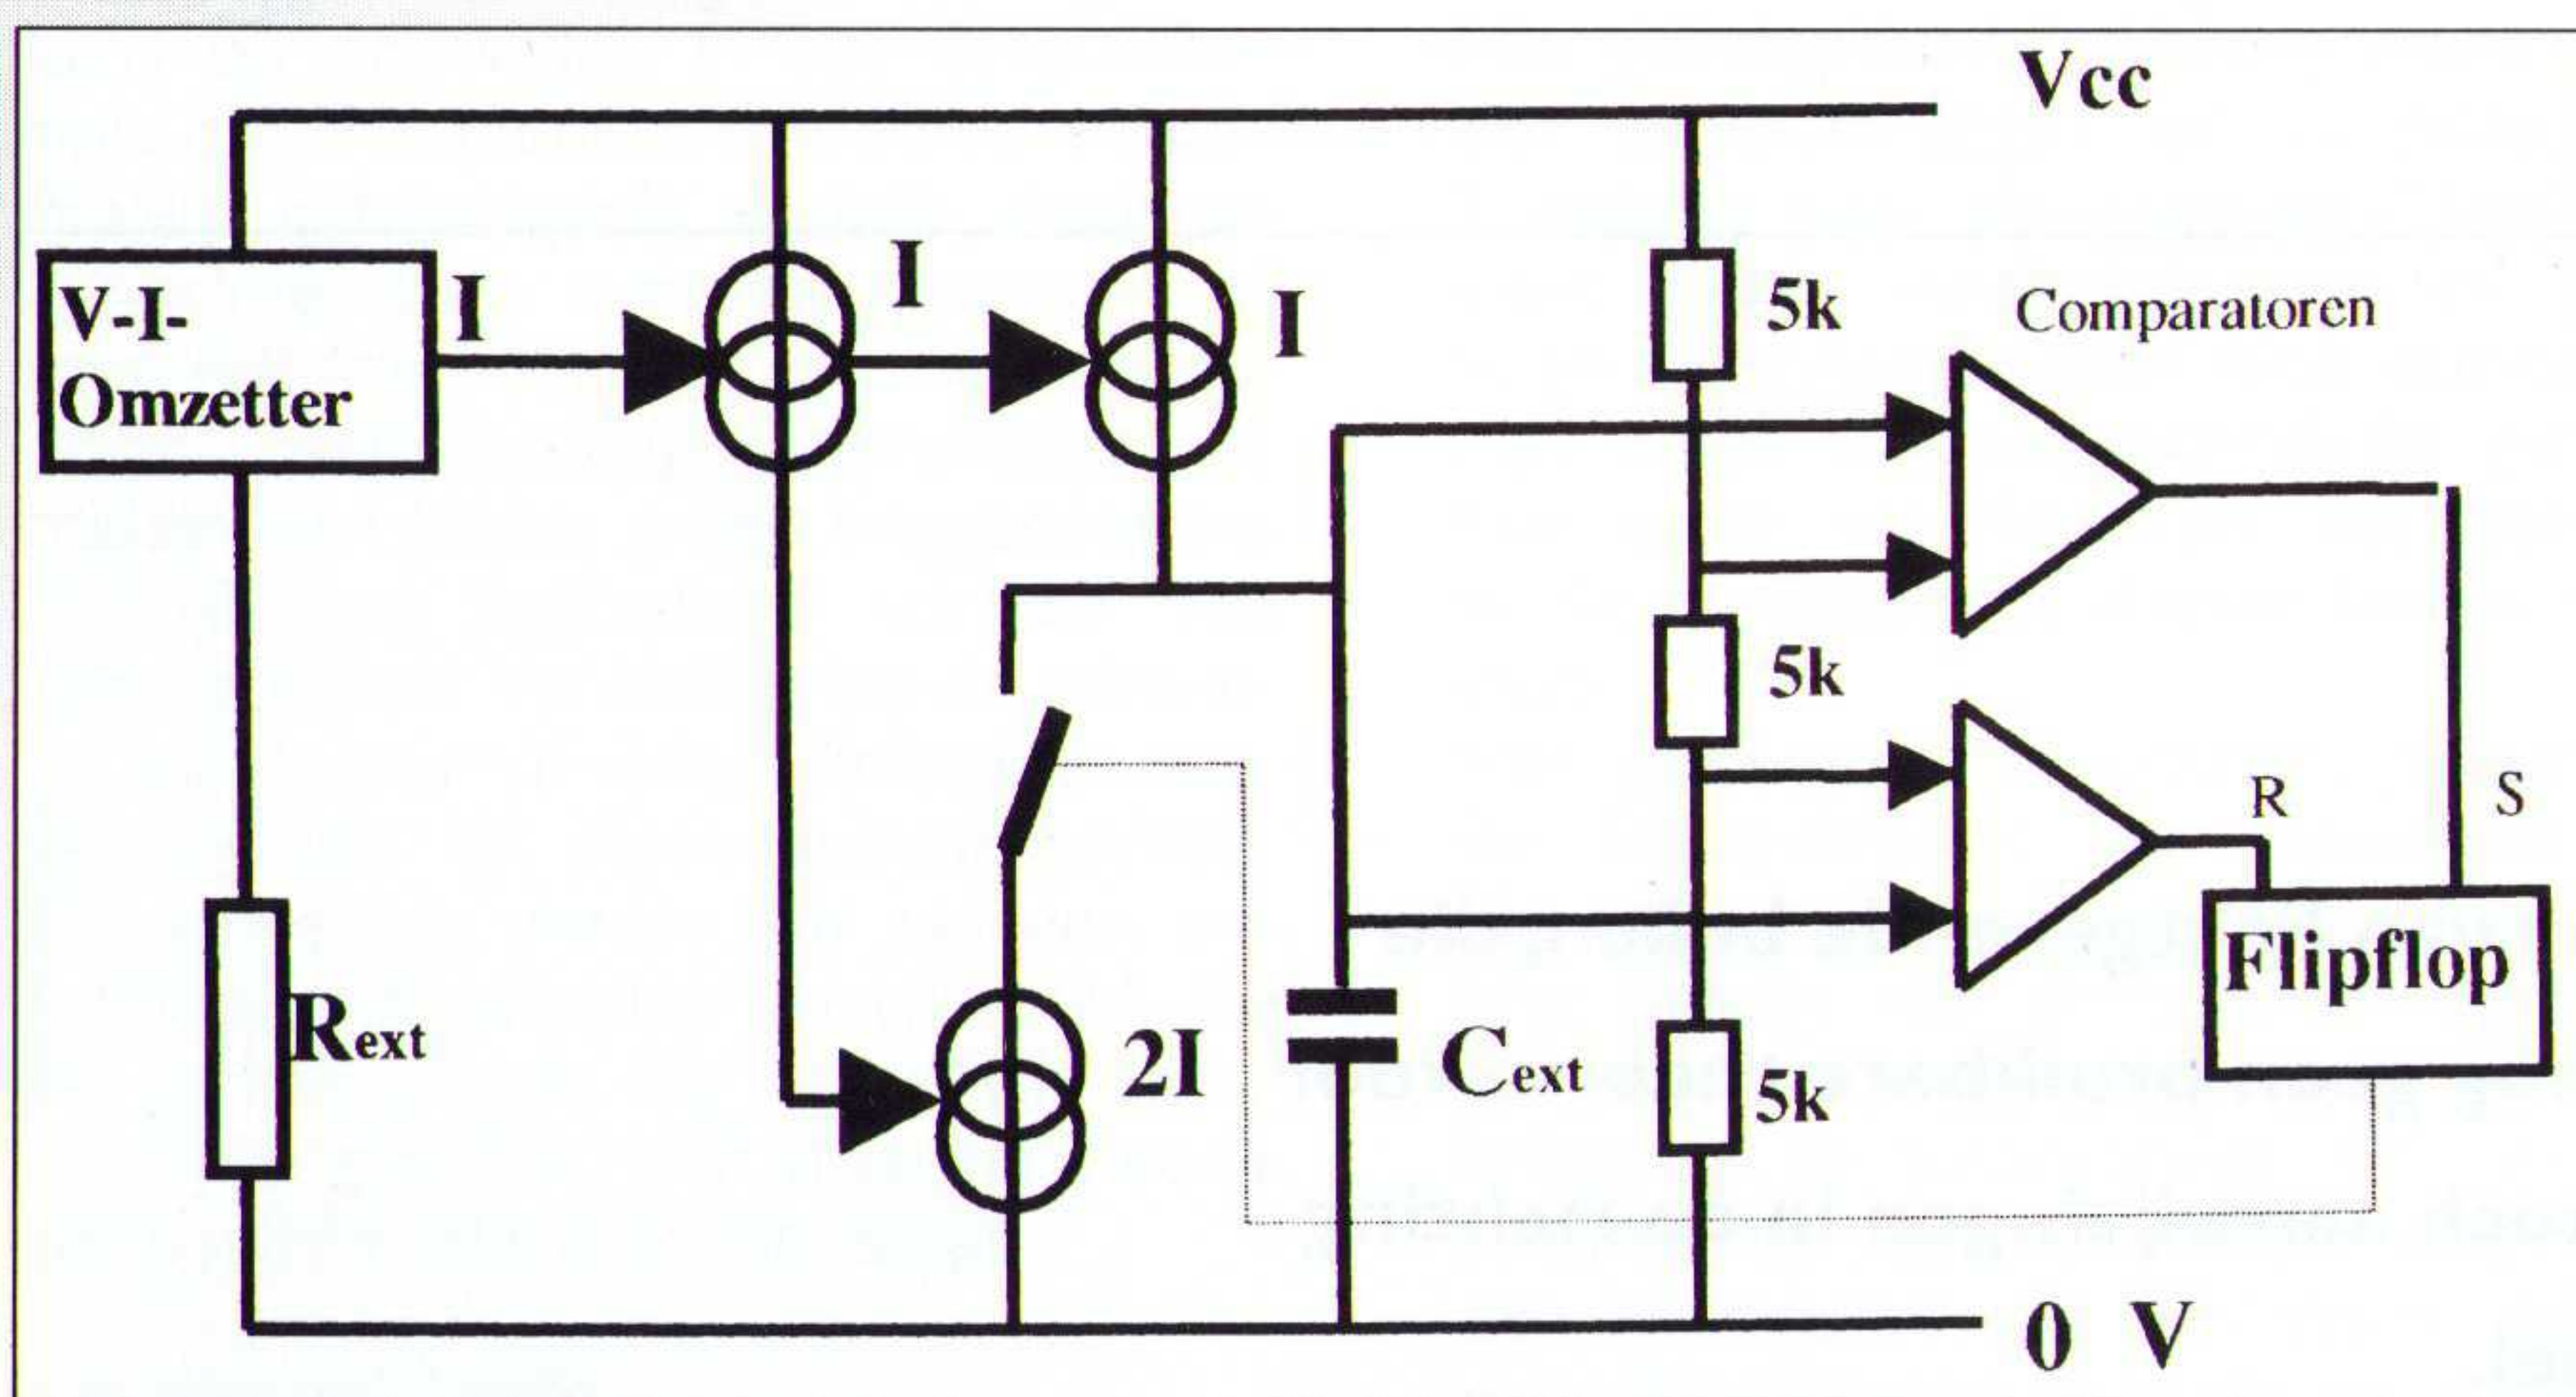 Vcc
V-I-
Omzetter
I
I
I
5k
Comparatoren
5k
R
S
Flipflop
Rext
2I
Cext
5k
0 V